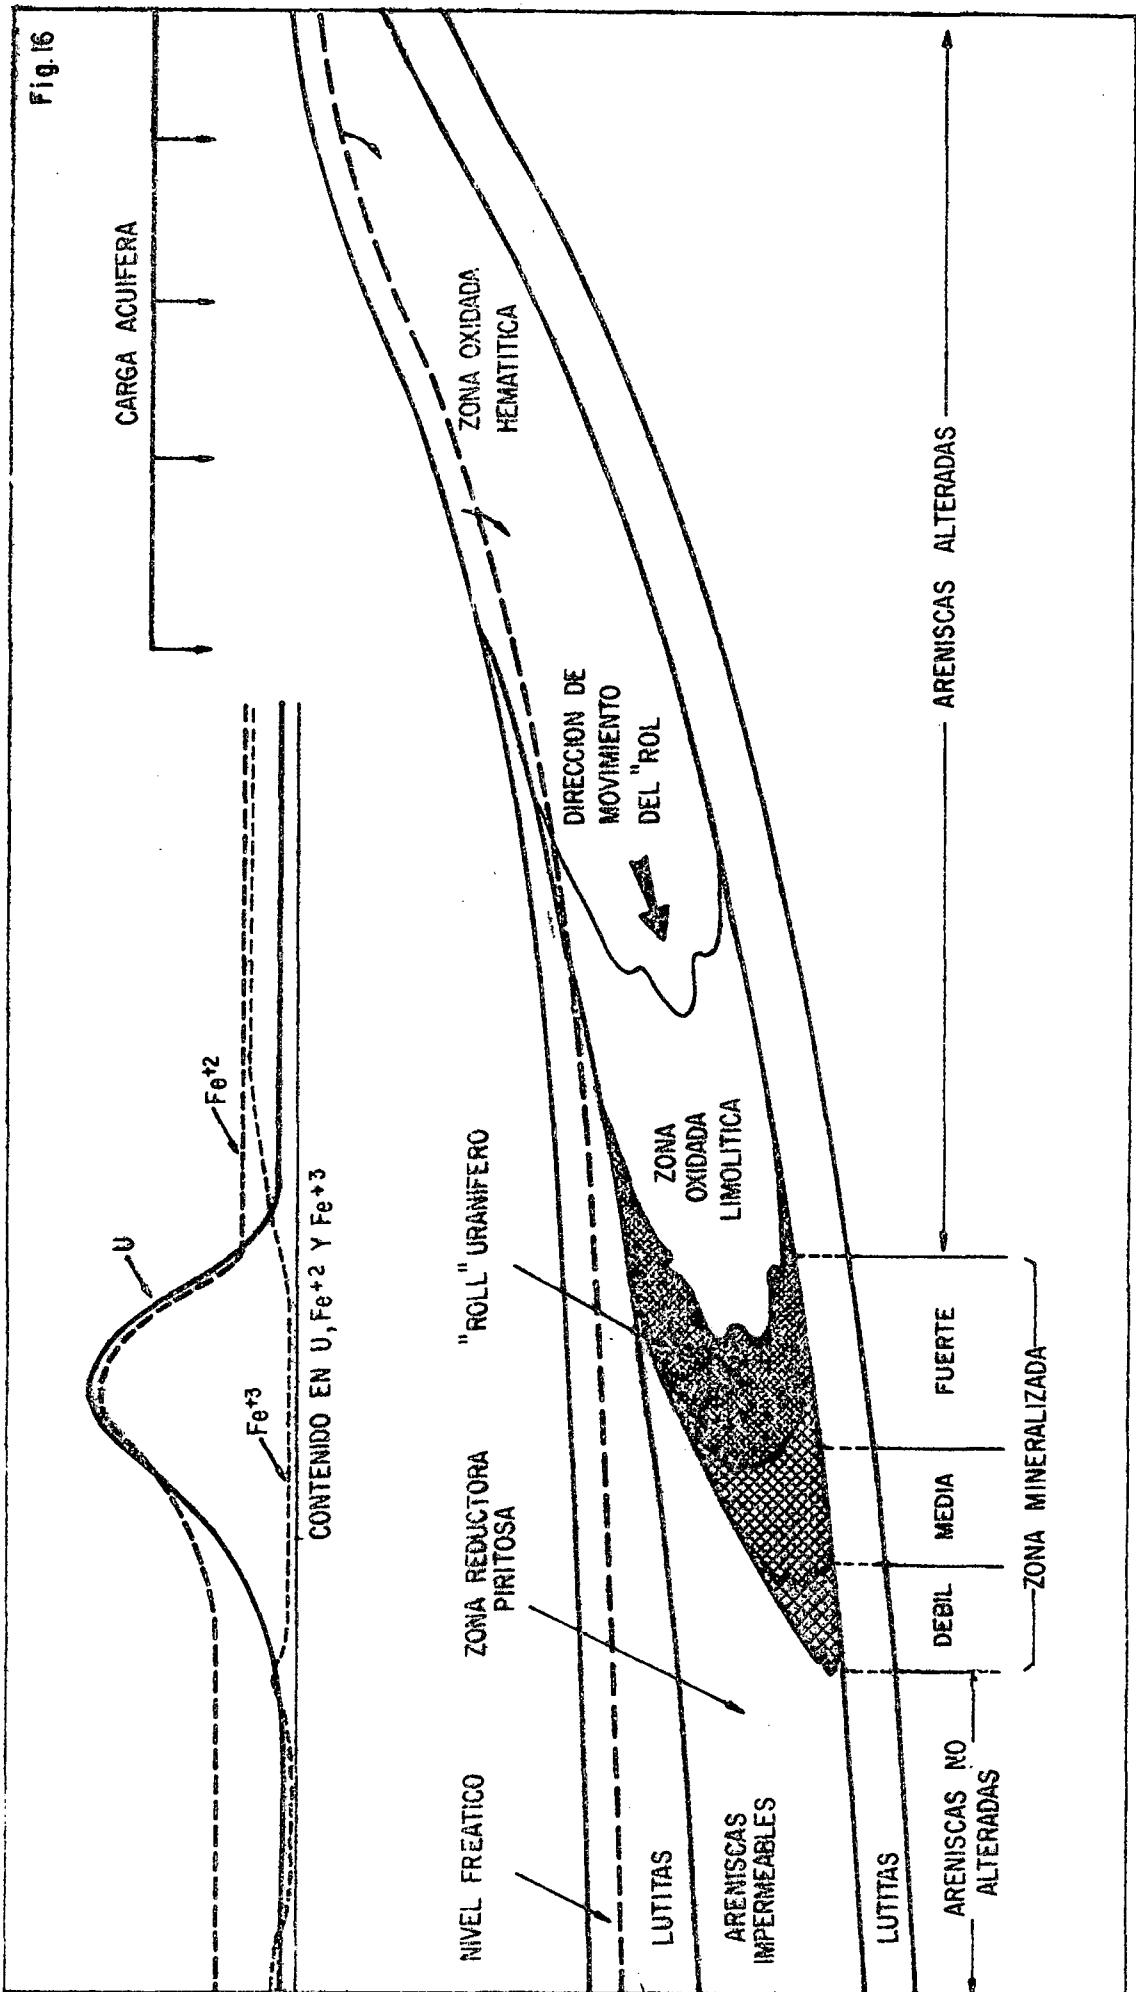 Fig. 16
CARGA ACUIFERA
Fe+2
U
Fe+3
CONTENIDO EN U, Fe+2 Y Fe+3
NIVEL FREATICO
ZONA REDUCTORA
PIRITOSA
"ROLL" URANIFERO
ZONA OXIDADA
HEMATITICA
DIRECCION DE
MOVIMIENTO
DEL "ROL
ZONA
OXIDADA
LIMOLITICA
LUTITAS
ARENISCAS
IMPERMEABLES
LUTITAS
ARENISCAS NO
ALTERADAS
DEBIL
MEDIA
FUERTE
ARENISCAS ALTERADAS
ZONA MINERALIZADA